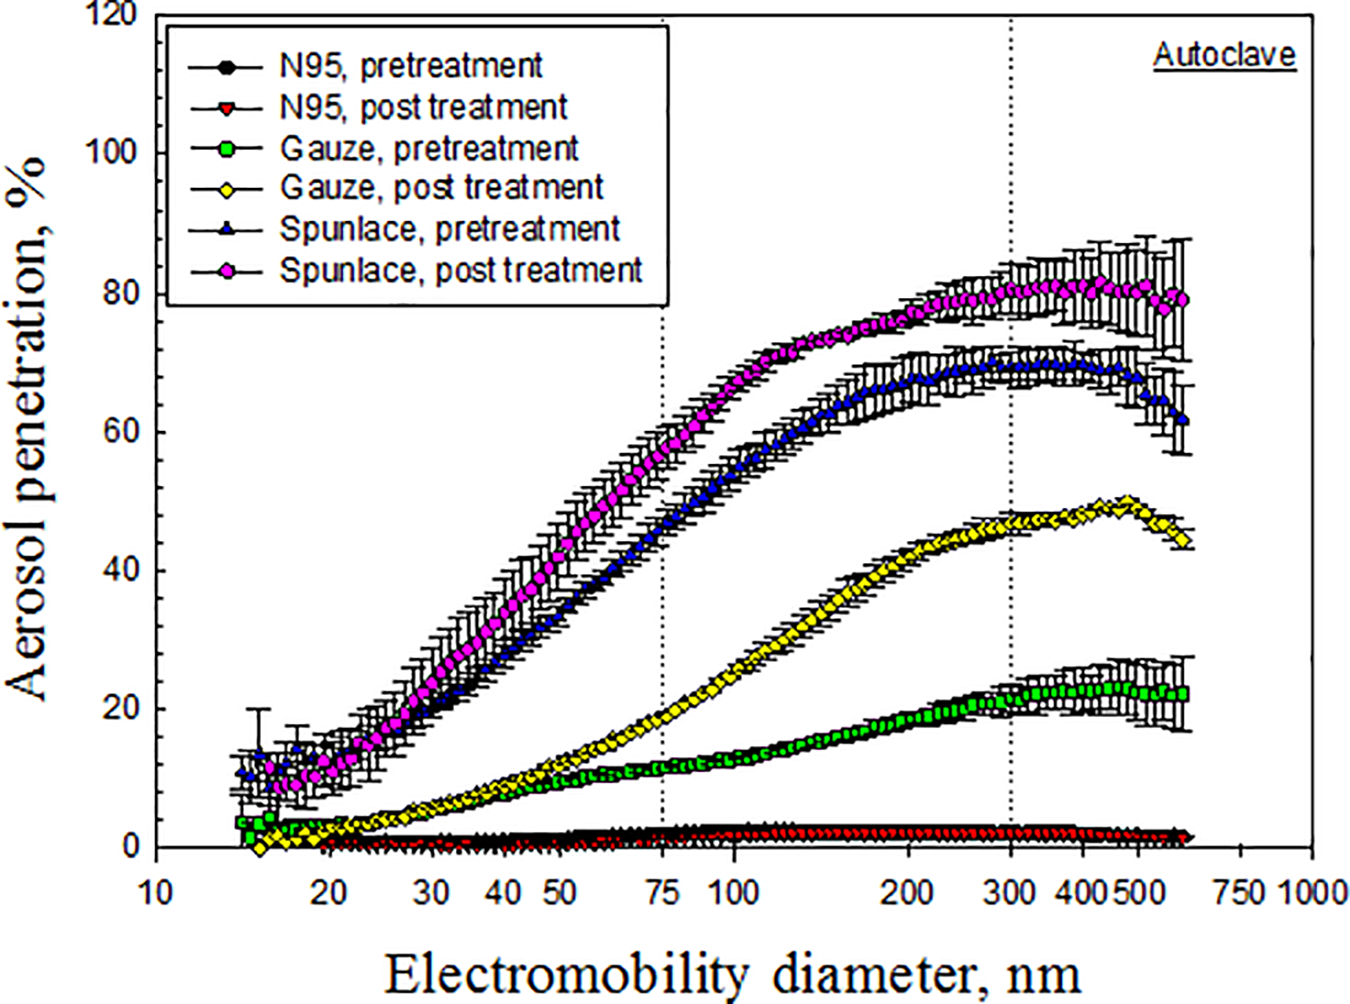 120
100
80
60
40
20
0
Aerosol penetration, %
N95, pretreatment
N95, post treatment
Gauze, pretreatment
Gauze, post treatment
Spunlace, pretreatment
Spunlace, post treatment
Autoclave
10 20 30 40 50 75 100 200 300 400 500 750 1000
Electromobility diameter, nm